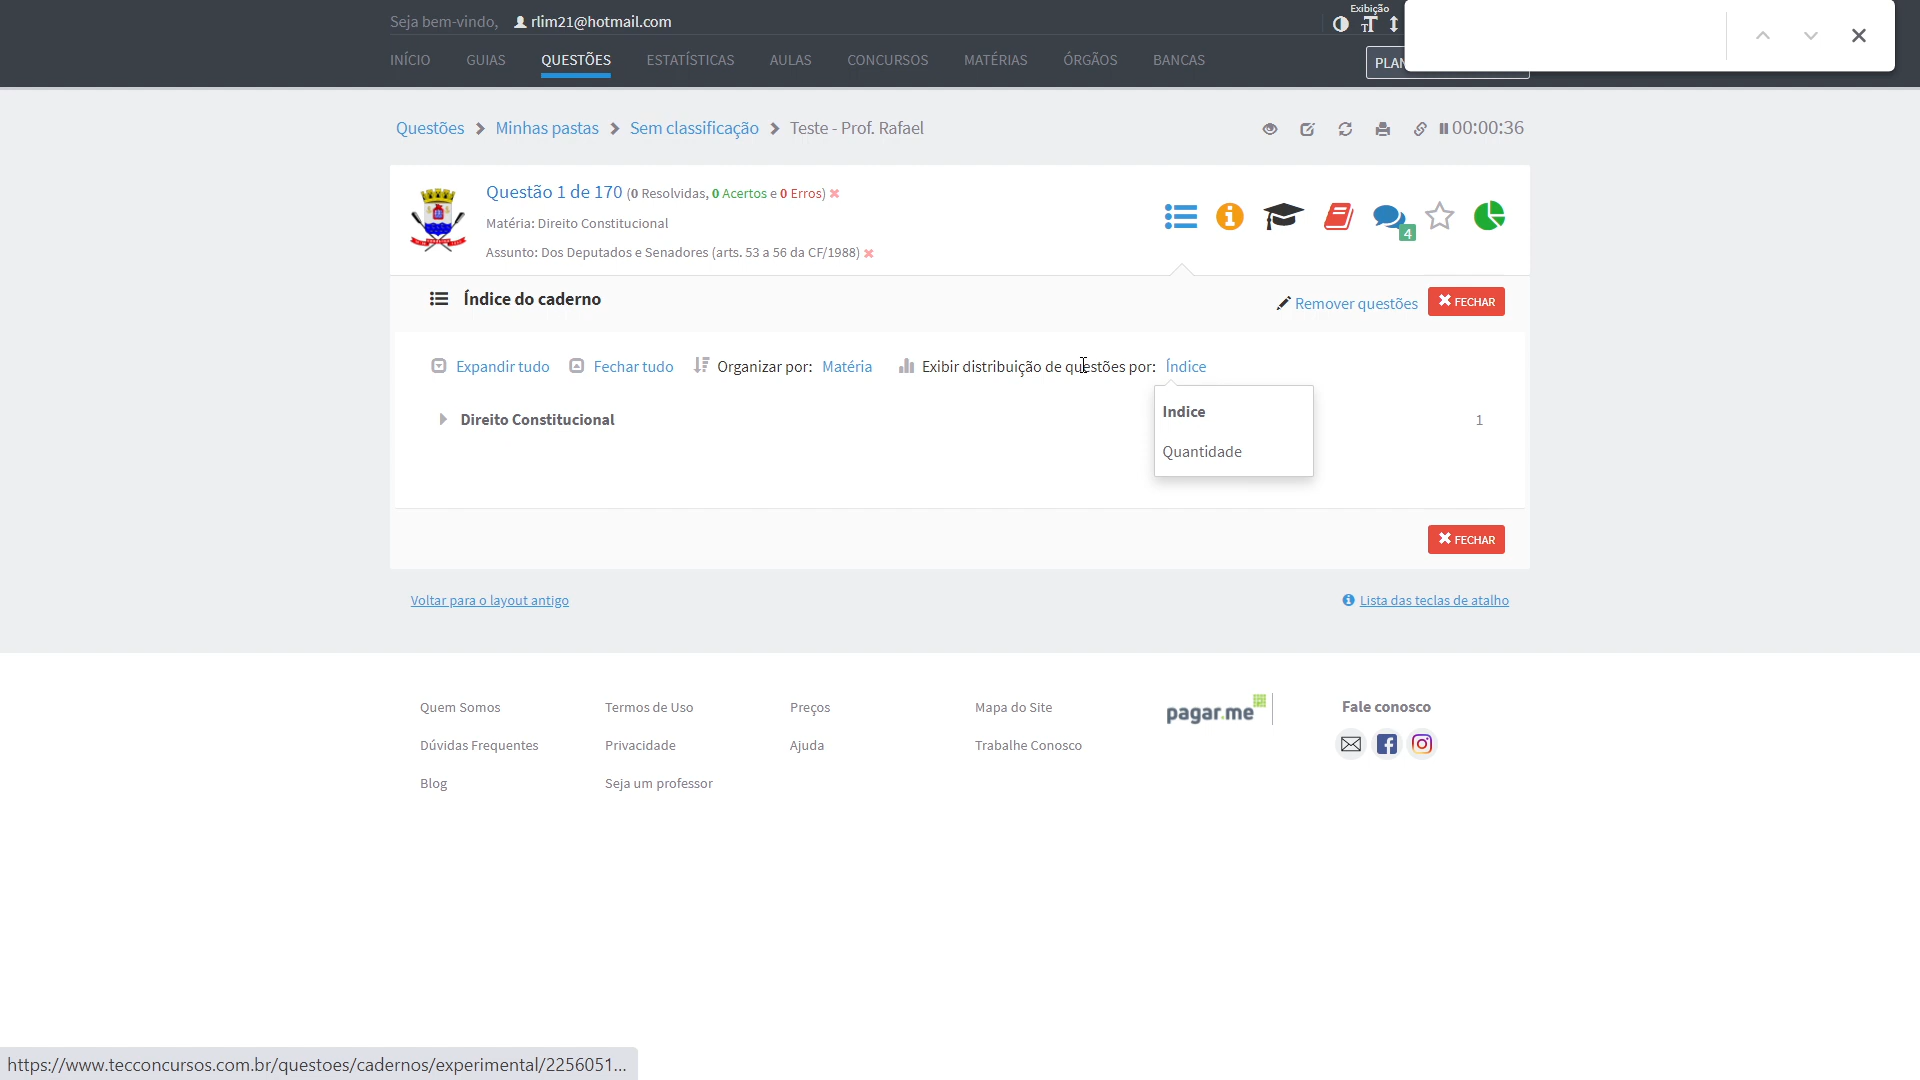 Seja bem-vindo, rlim21@hotmail.com
Exibição
INÍCIO GUIAS QUESTÕES ESTATÍSTICAS AULAS CONCURSOS MATÉRIAS ÓRGÃOS BANCAS PLAN
Questões > Minhas pastas > Sem classificação > Teste - Prof. Rafael 00:00:36
Questão 1 de 170 (0 Resolvidas, 0 Acertos e 0 Erros)
Matéria: Direito Constitucional
4
Assunto: Dos Deputados e Senadores (arts. 53 a 56 da CF/1988)
Índice do caderno Remover questões FECHAR
Expandir tudo Fechar tudo Organizar por: Matéria Exibir distribuição de questões por: Índice
Indice
Direito Constitucional 1
Quantidade
FECHAR
Voltar para o layout antigo Lista das teclas de atalho
Quem Somos Termos de Uso Preços Mapa do Site pagar.me Fale conosco
Dúvidas Frequentes Privacidade Ajuda Trabalhe Conosco
Blog Seja um professor
https://www.tecconcursos.com.br/questoes/cadernos/experimental/2256051...